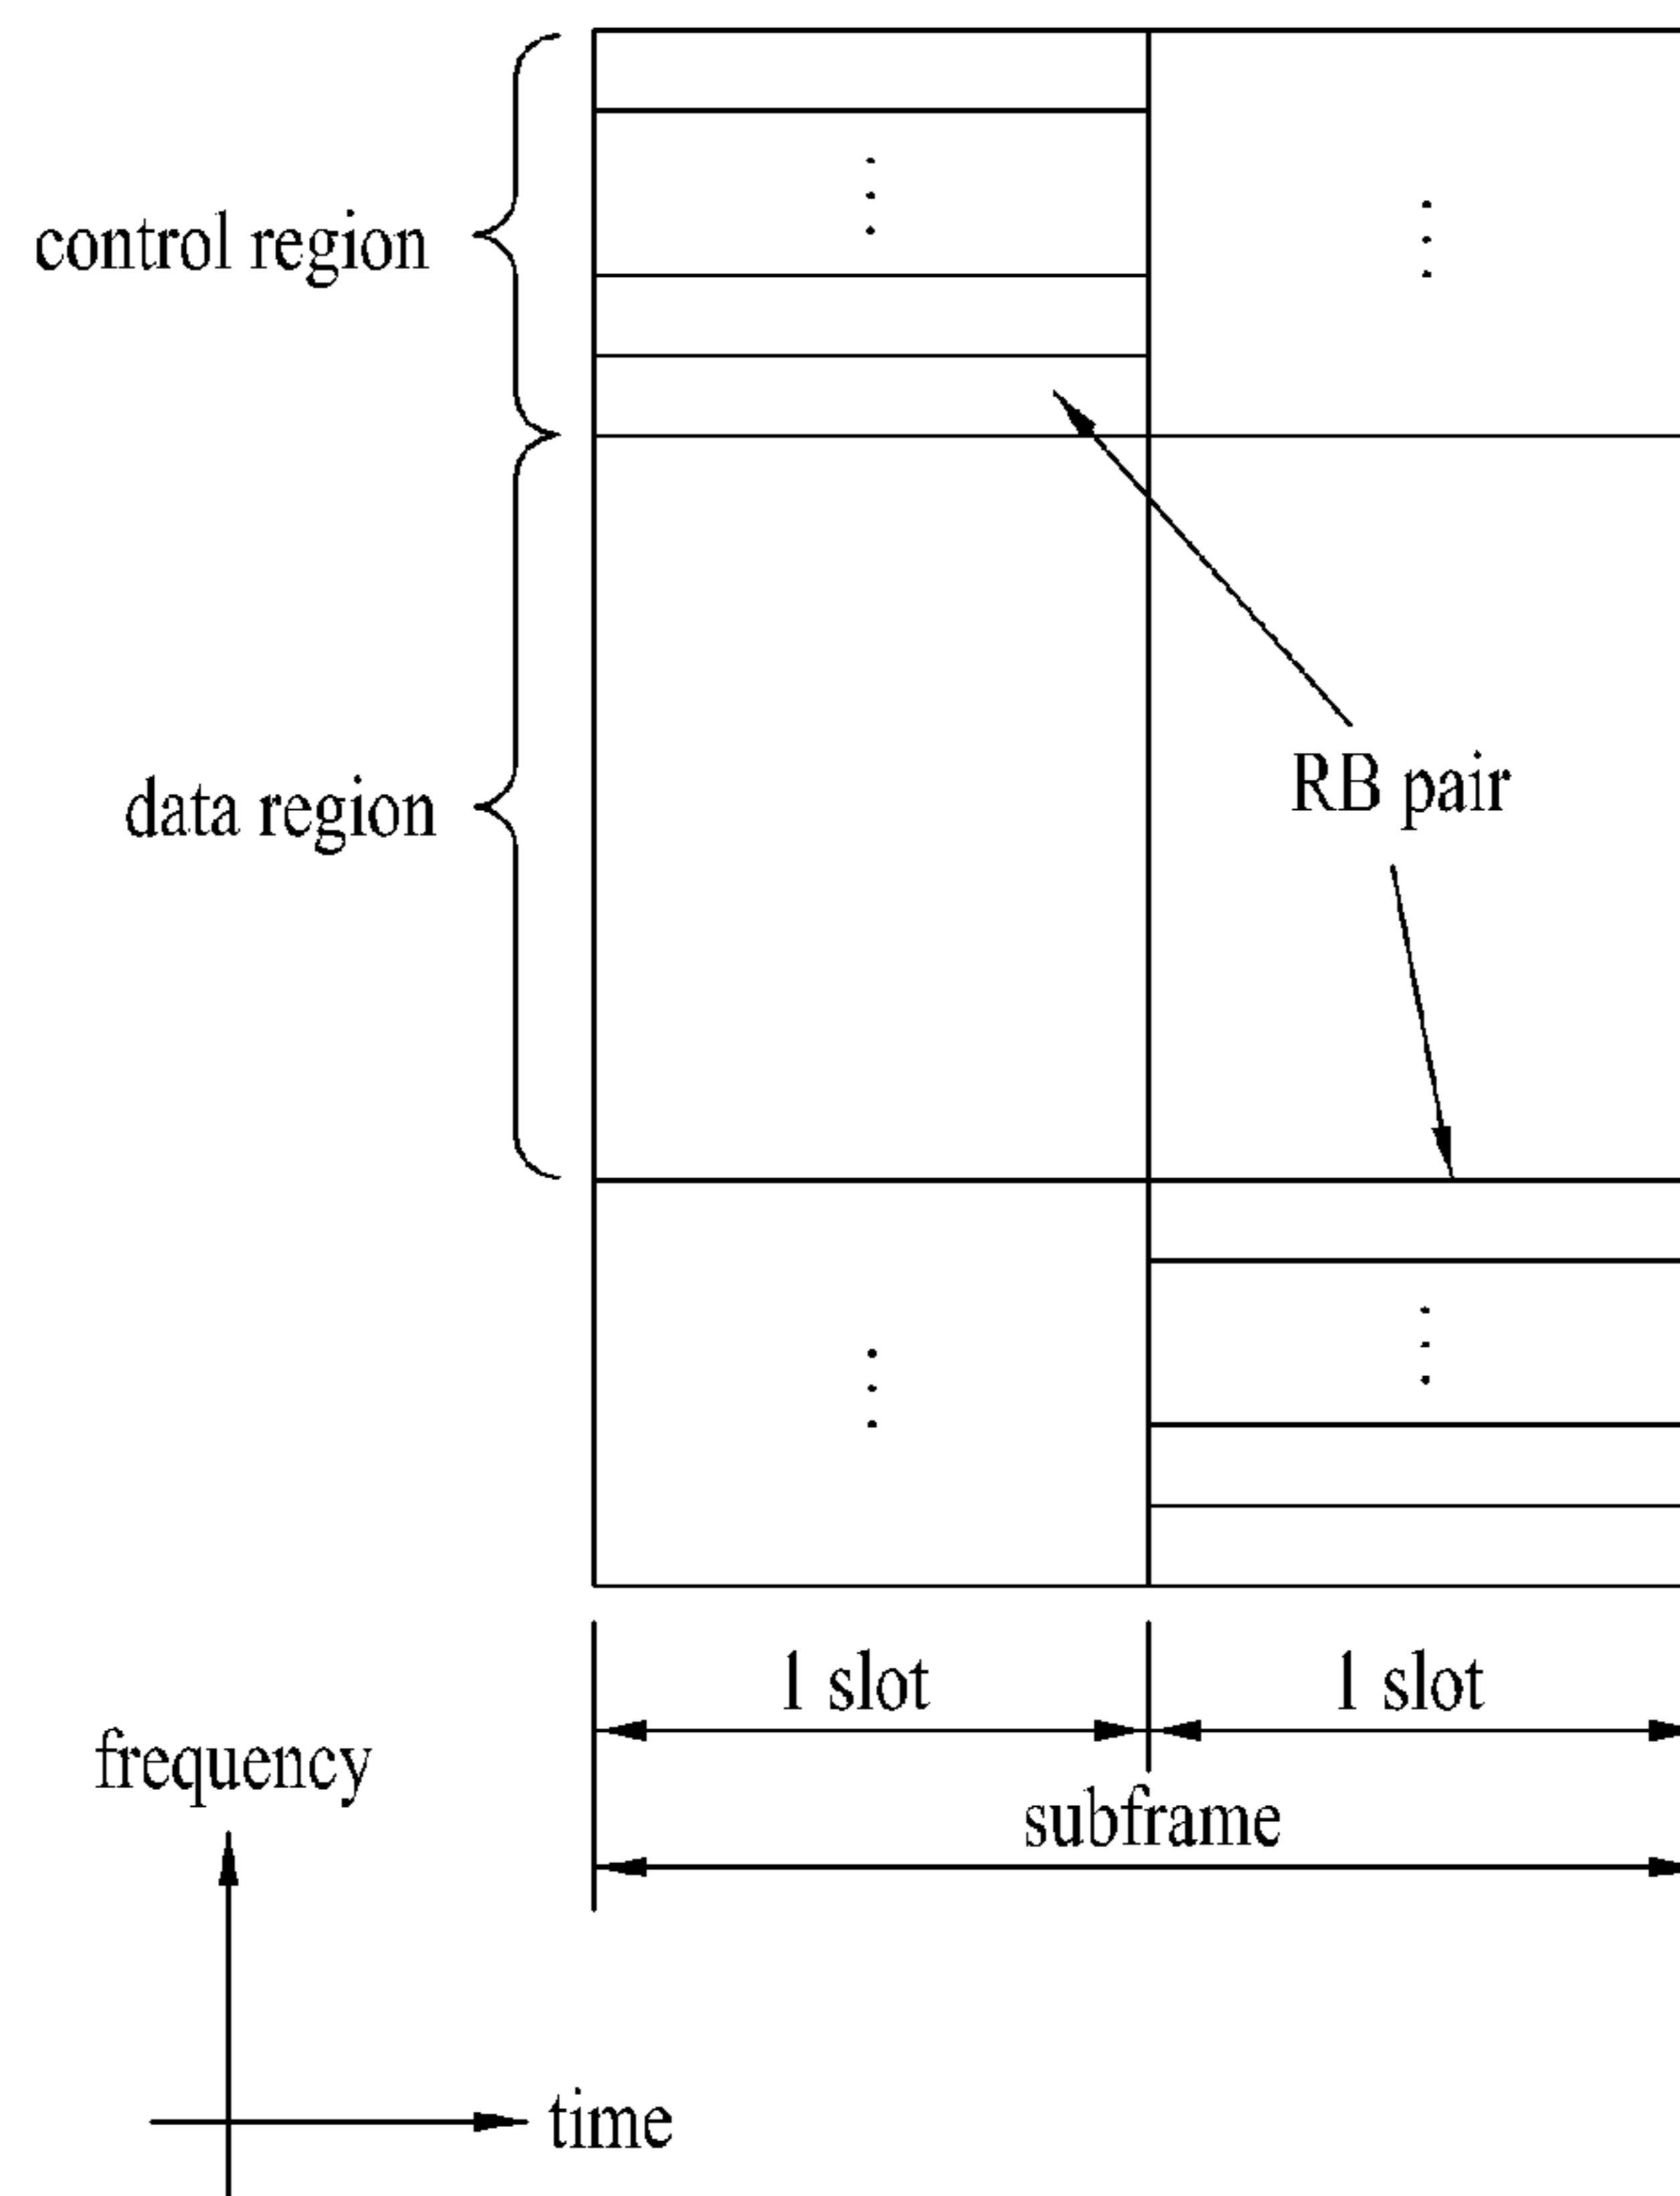 control region
data region
RB pair
1 slot
1 slot
subframe
frequency
time